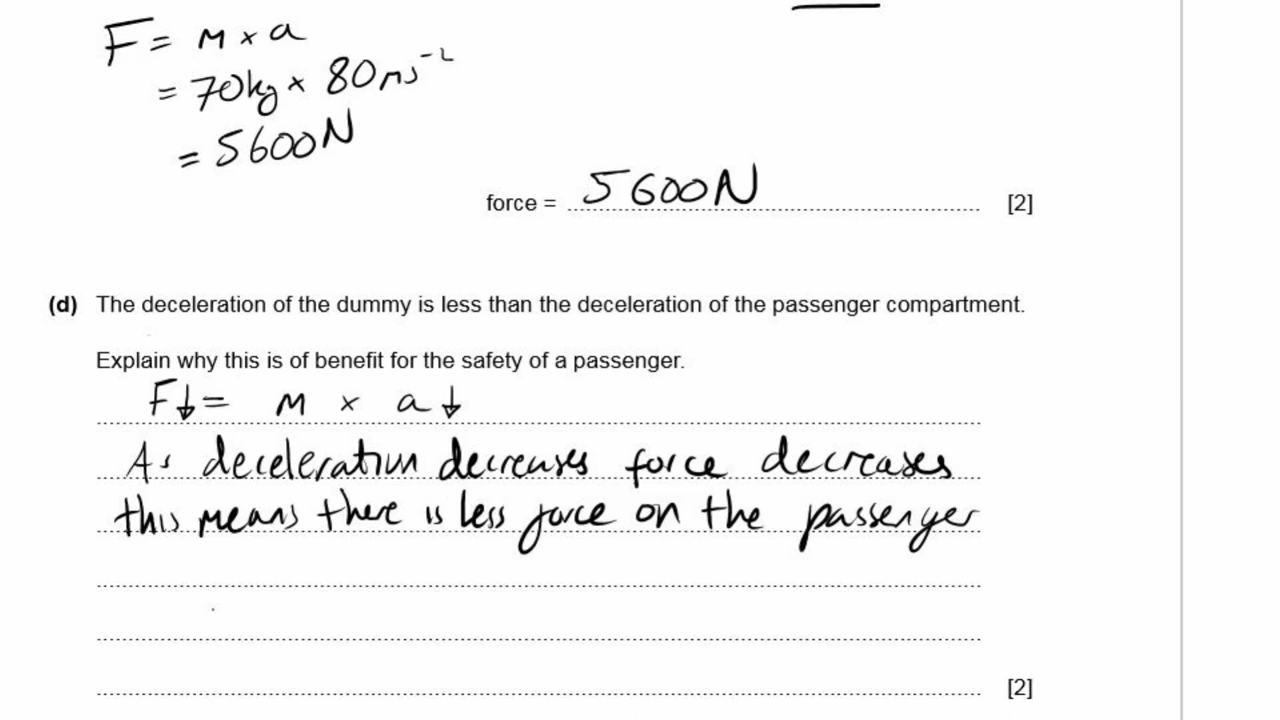 F = m × a
= 70kg × 80ms⁻²
= 5600N
force = 5600N [2]
(d) The deceleration of the dummy is less than the deceleration of the passenger compartment.
Explain why this is of benefit for the safety of a passenger.
F↓ = m × a↓
As deceleration decreases force decreases
this means there is less force on the passenger
[2]